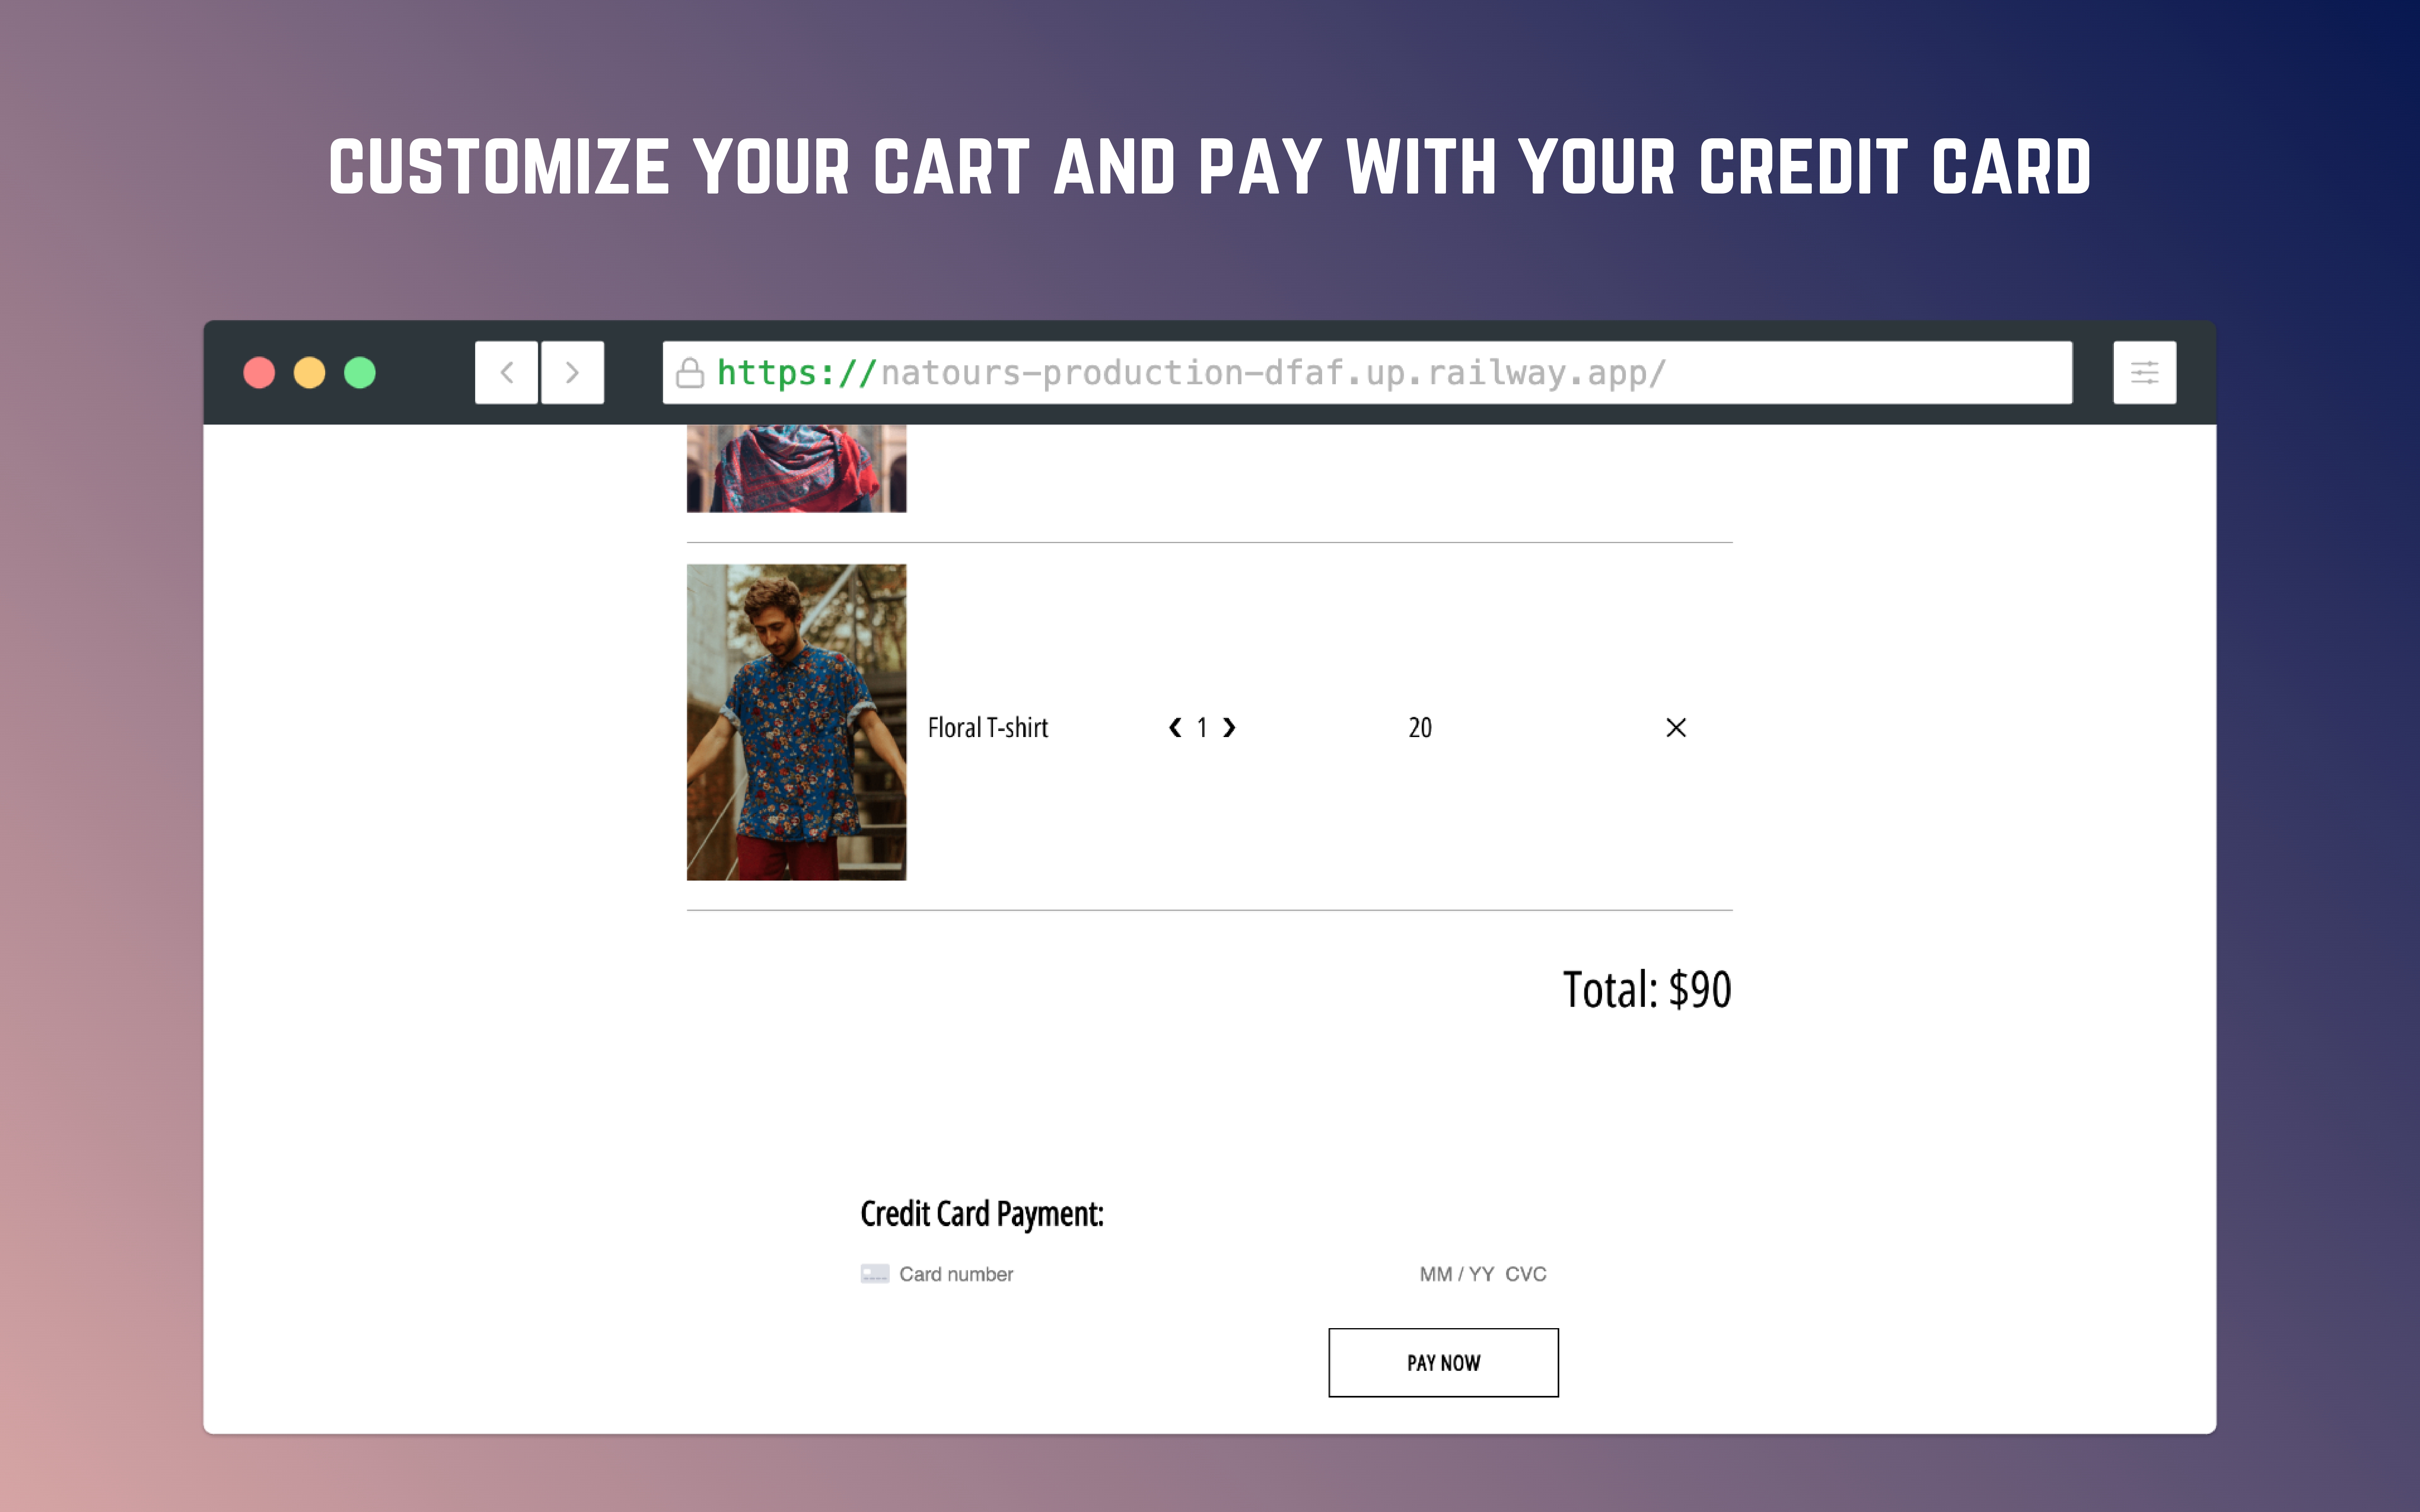 CUSTOMIZE YOUR CART AND PAY WITH YOUR CREDIT CARD
https://natours-production-dfaf.up.railway.app/
Floral T-shirt ❮ 1 ❯ 20 ✕
Total: $90
Credit Card Payment:
Card number MM / YY CVC
PAY NOW